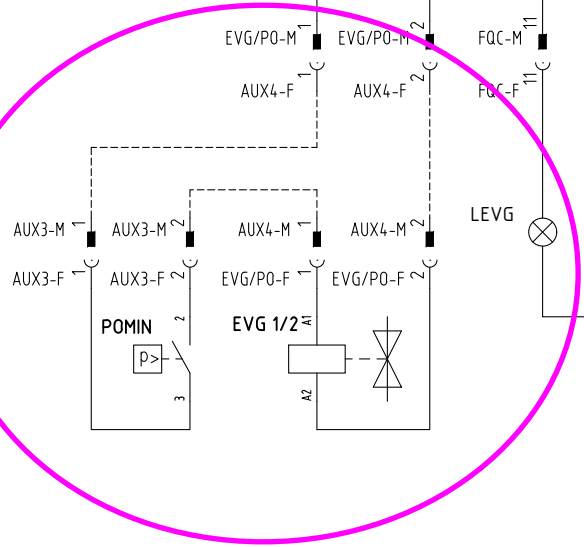 EVG/PO-M 1 EVG/PO-M 2 FQC-M 11
AUX4-F 1 AUX4-F 2 FQC-F 11
AUX3-M 1 AUX3-M 2 AUX4-M 1 AUX4-M 2 LEVG
AUX3-F 1 AUX3-F 2 EVG/PO-F 1 EVG/PO-F 2
POMIN 2 EVG 1/2 A1
p>
3 A2